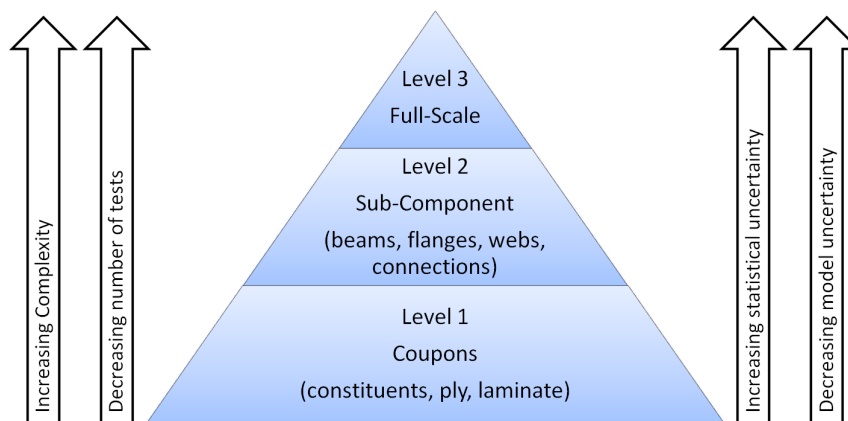 Increasing Complexity
Decreasing number of tests
Level 3
Full-Scale
Level 2
Sub-Component
(beams, flanges, webs,
connections)
Level 1
Coupons
(constituents, ply, laminate)
Increasing statistical uncertainty
Decreasing model uncertainty